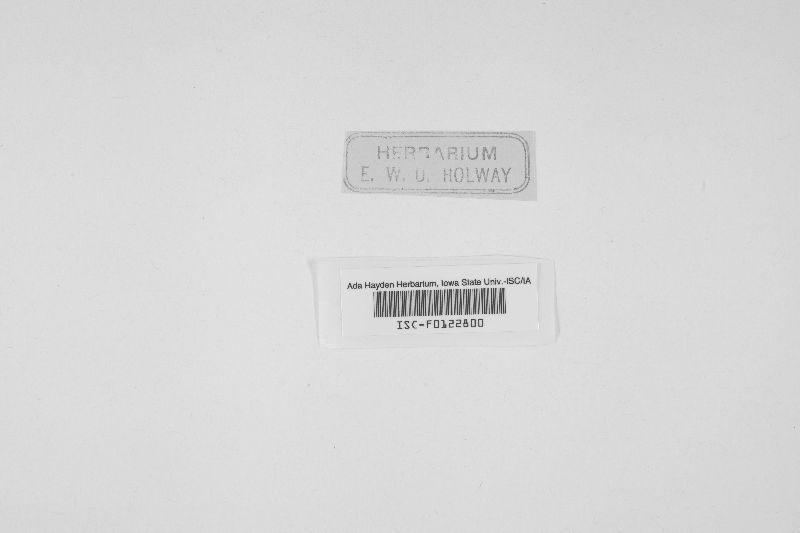 HERBARIUM
E. W. D. HOLWAY
Ada Hayden Herbarium, Iowa State Univ.-ISC/IA
ISC-F0122800